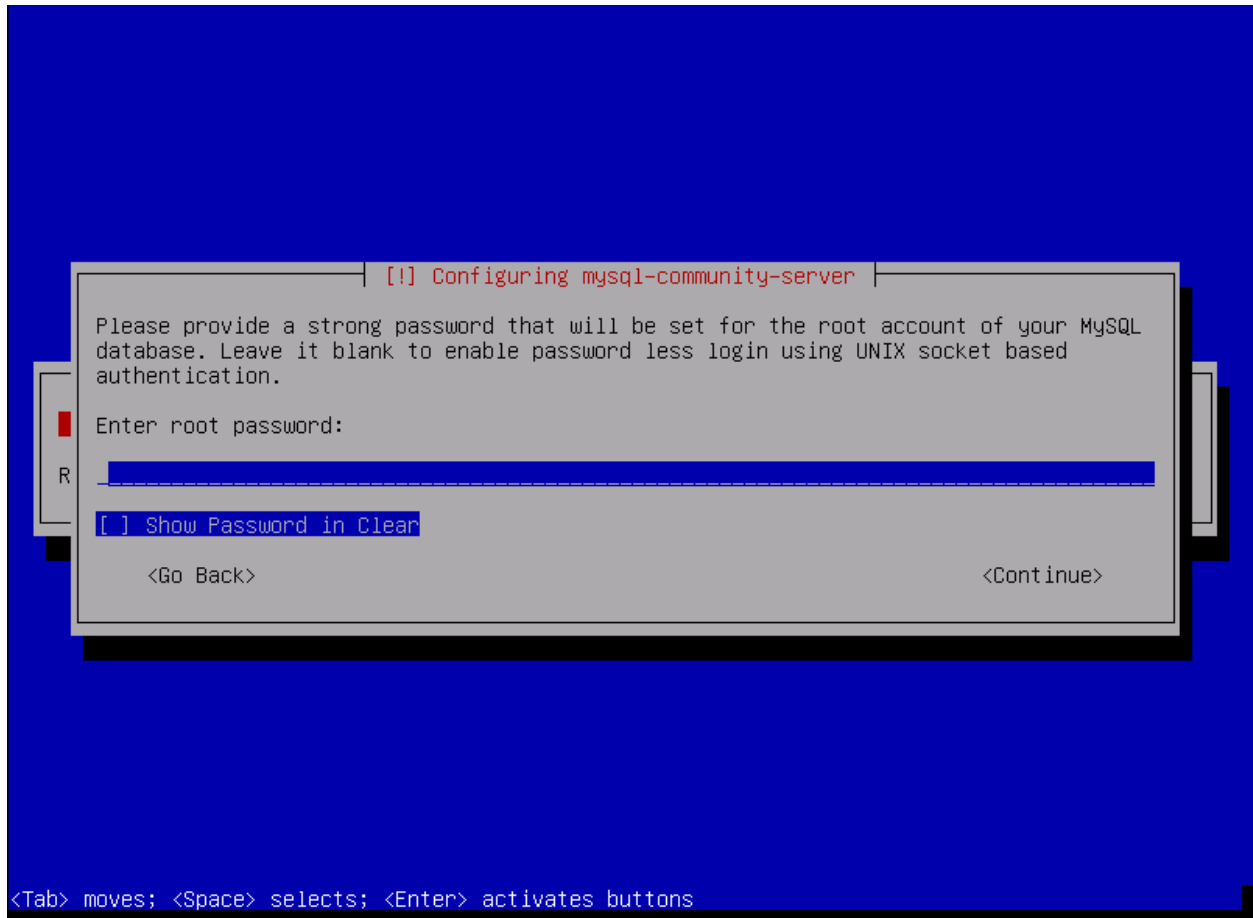 [!] Configuring mysql-community-server
Please provide a strong password that will be set for the root account of your MySQL
database. Leave it blank to enable password less login using UNIX socket based
authentication.
Enter root password:
R
[ ] Show Password in Clear
<Go Back> <Continue>
<Tab> moves; <Space> selects; <Enter> activates buttons